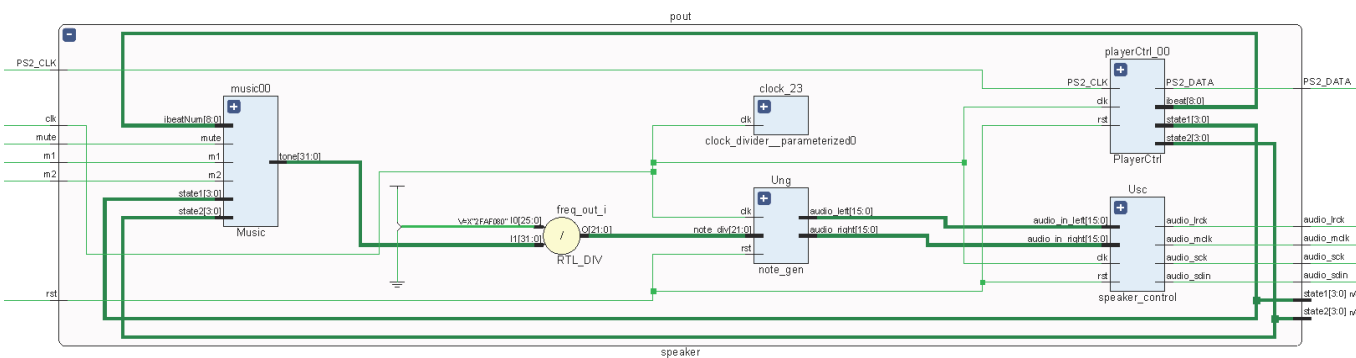 pout
PS2_CLK
clk
mute
m1
m2
rst
music00
ibeatNum[8:0]
mute
m1
m2
state1[3:0]
state2[3:0]
tone[31:0]
Music
V=X"2FAF080"
freq_out_i
I0[25:0]
I1[31:0]
O[21:0]
/
RTL_DIV
clock_23
clk
clock_divider__parameterized0
Ung
clk
note_div[21:0]
rst
audio_left[15:0]
audio_right[15:0]
note_gen
playerCtrl_00
PS2_CLK
clk
rst
PS2_DATA
ibeat[8:0]
state1[3:0]
state2[3:0]
PlayerCtrl
Usc
audio_in_left[15:0]
audio_in_right[15:0]
clk
rst
audio_lrck
audio_mclk
audio_sck
audio_sdin
speaker_control
PS2_DATA
audio_lrck
audio_mclk
audio_sck
audio_sdin
state1[3:0]
state2[3:0]
speaker